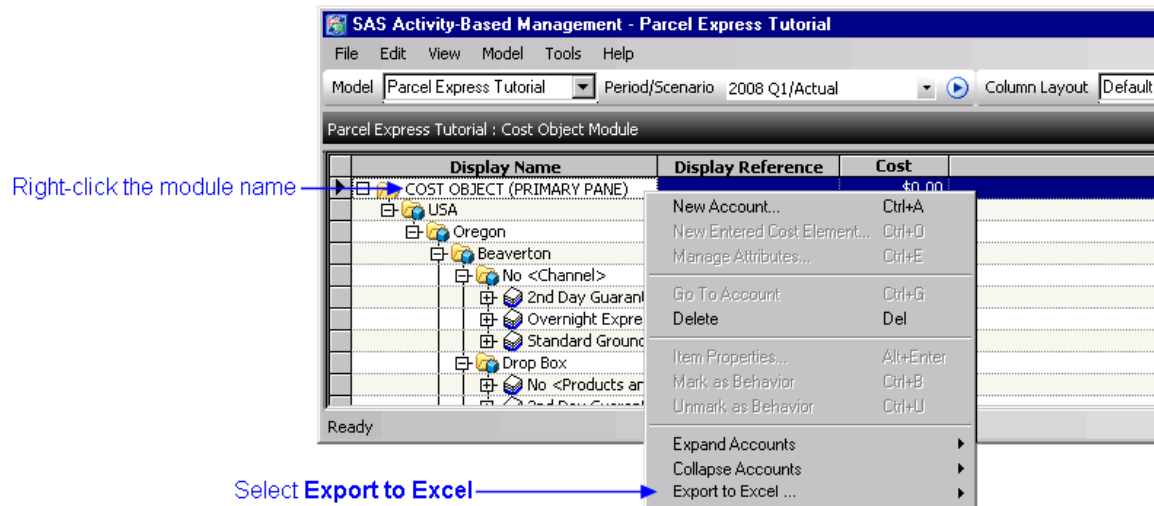 SAS Activity-Based Management - Parcel Express Tutorial
File Edit View Model Tools Help
Model Parcel Express Tutorial Period/Scenario 2008 Q1/Actual Column Layout Default
Parcel Express Tutorial : Cost Object Module
Display Name Display Reference Cost
Right-click the module name
COST OBJECT (PRIMARY PANE) $0.00
USA
Oregon
Beaverton
No <Channel>
2nd Day Guarant
Overnight Expre
Standard Ground
Drop Box
No <Products an
2nd Day Guarant
Ready
New Account... Ctrl+A
New Entered Cost Element... Ctrl+O
Manage Attributes... Ctrl+E
Go To Account Ctrl+G
Delete Del
Item Properties... Alt+Enter
Mark as Behavior Ctrl+B
Unmark as Behavior Ctrl+U
Expand Accounts
Collapse Accounts
Select Export to Excel
Export to Excel ...